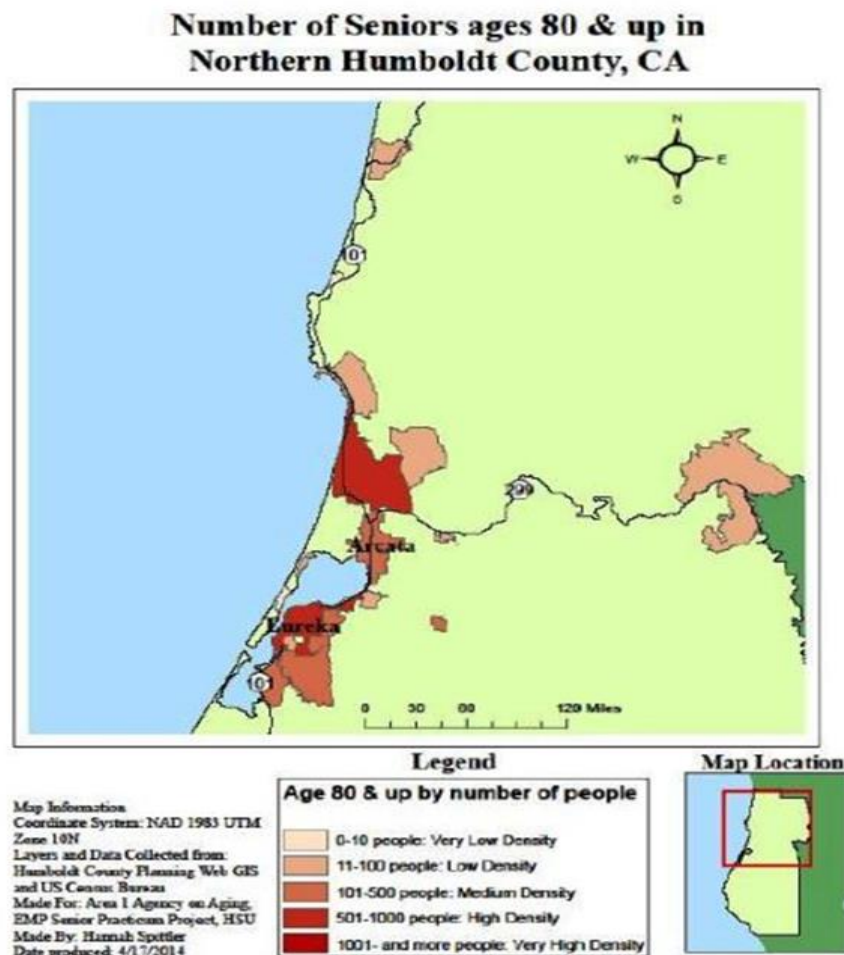 Number of Seniors ages 80 & up in
Northern Humboldt County, CA
N
W
E
S
101
299
Arcata
Eureka
101
0 30 60 120 Miles
Legend
Age 80 & up by number of people
0-10 people: Very Low Density
11-100 people: Low Density
101-500 people: Medium Density
501-1000 people: High Density
1001- and more people: Very High Density
Map Location
Map Information
Coordinate System: NAD 1983 UTM
Zone 10N
Layers and Data Collected from:
Humboldt County Planning Web GIS
and US Census Bureau
Made For: Area 1 Agency on Aging,
EMP Senior Practicum Project, HSU
Made By: Hannah Spittler
Date produced: 4/17/2014